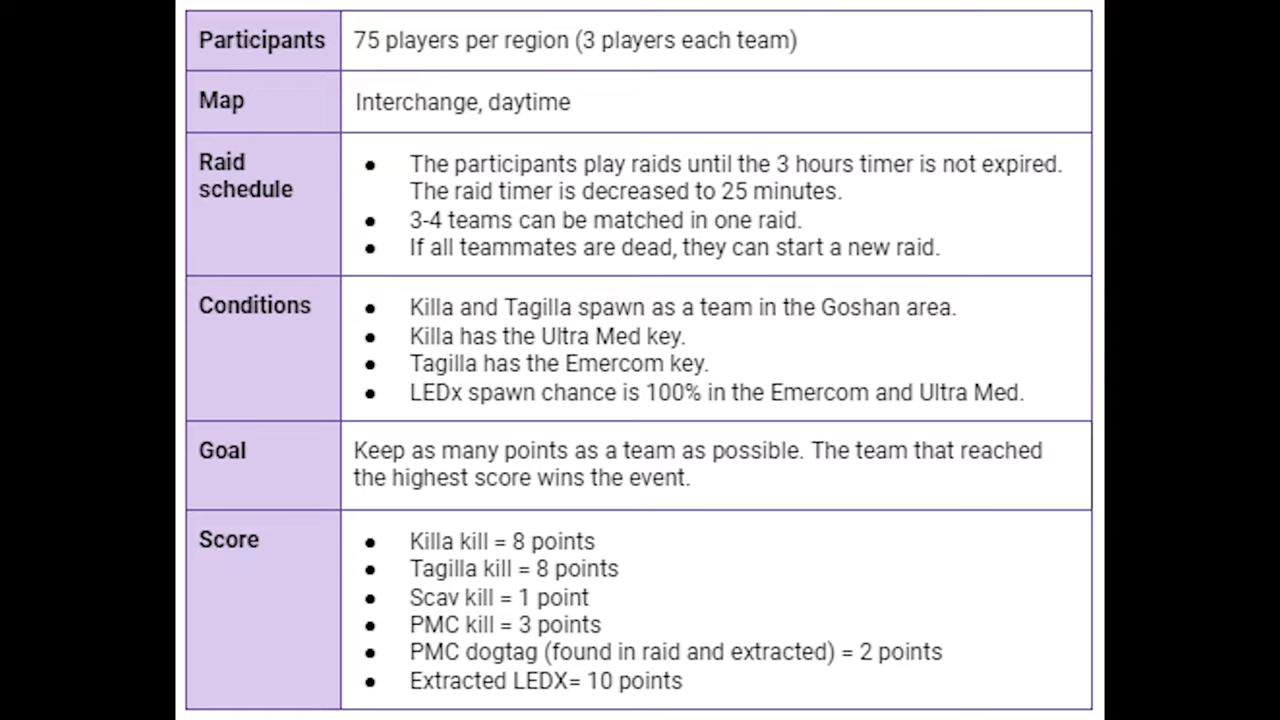 Participants
75 players per region (3 players each team)
Map
Interchange, daytime
Raid
schedule
● The participants play raids until the 3 hours timer is not expired.
The raid timer is decreased to 25 minutes.
● 3-4 teams can be matched in one raid.
● If all teammates are dead, they can start a new raid.
Conditions
● Killa and Tagilla spawn as a team in the Goshan area.
● Killa has the Ultra Med key.
● Tagilla has the Emercom key.
● LEDx spawn chance is 100% in the Emercom and Ultra Med.
Goal
Keep as many points as a team as possible. The team that reached
the highest score wins the event.
Score
● Killa kill = 8 points
● Tagilla kill = 8 points
● Scav kill = 1 point
● PMC kill = 3 points
● PMC dogtag (found in raid and extracted) = 2 points
● Extracted LEDX= 10 points